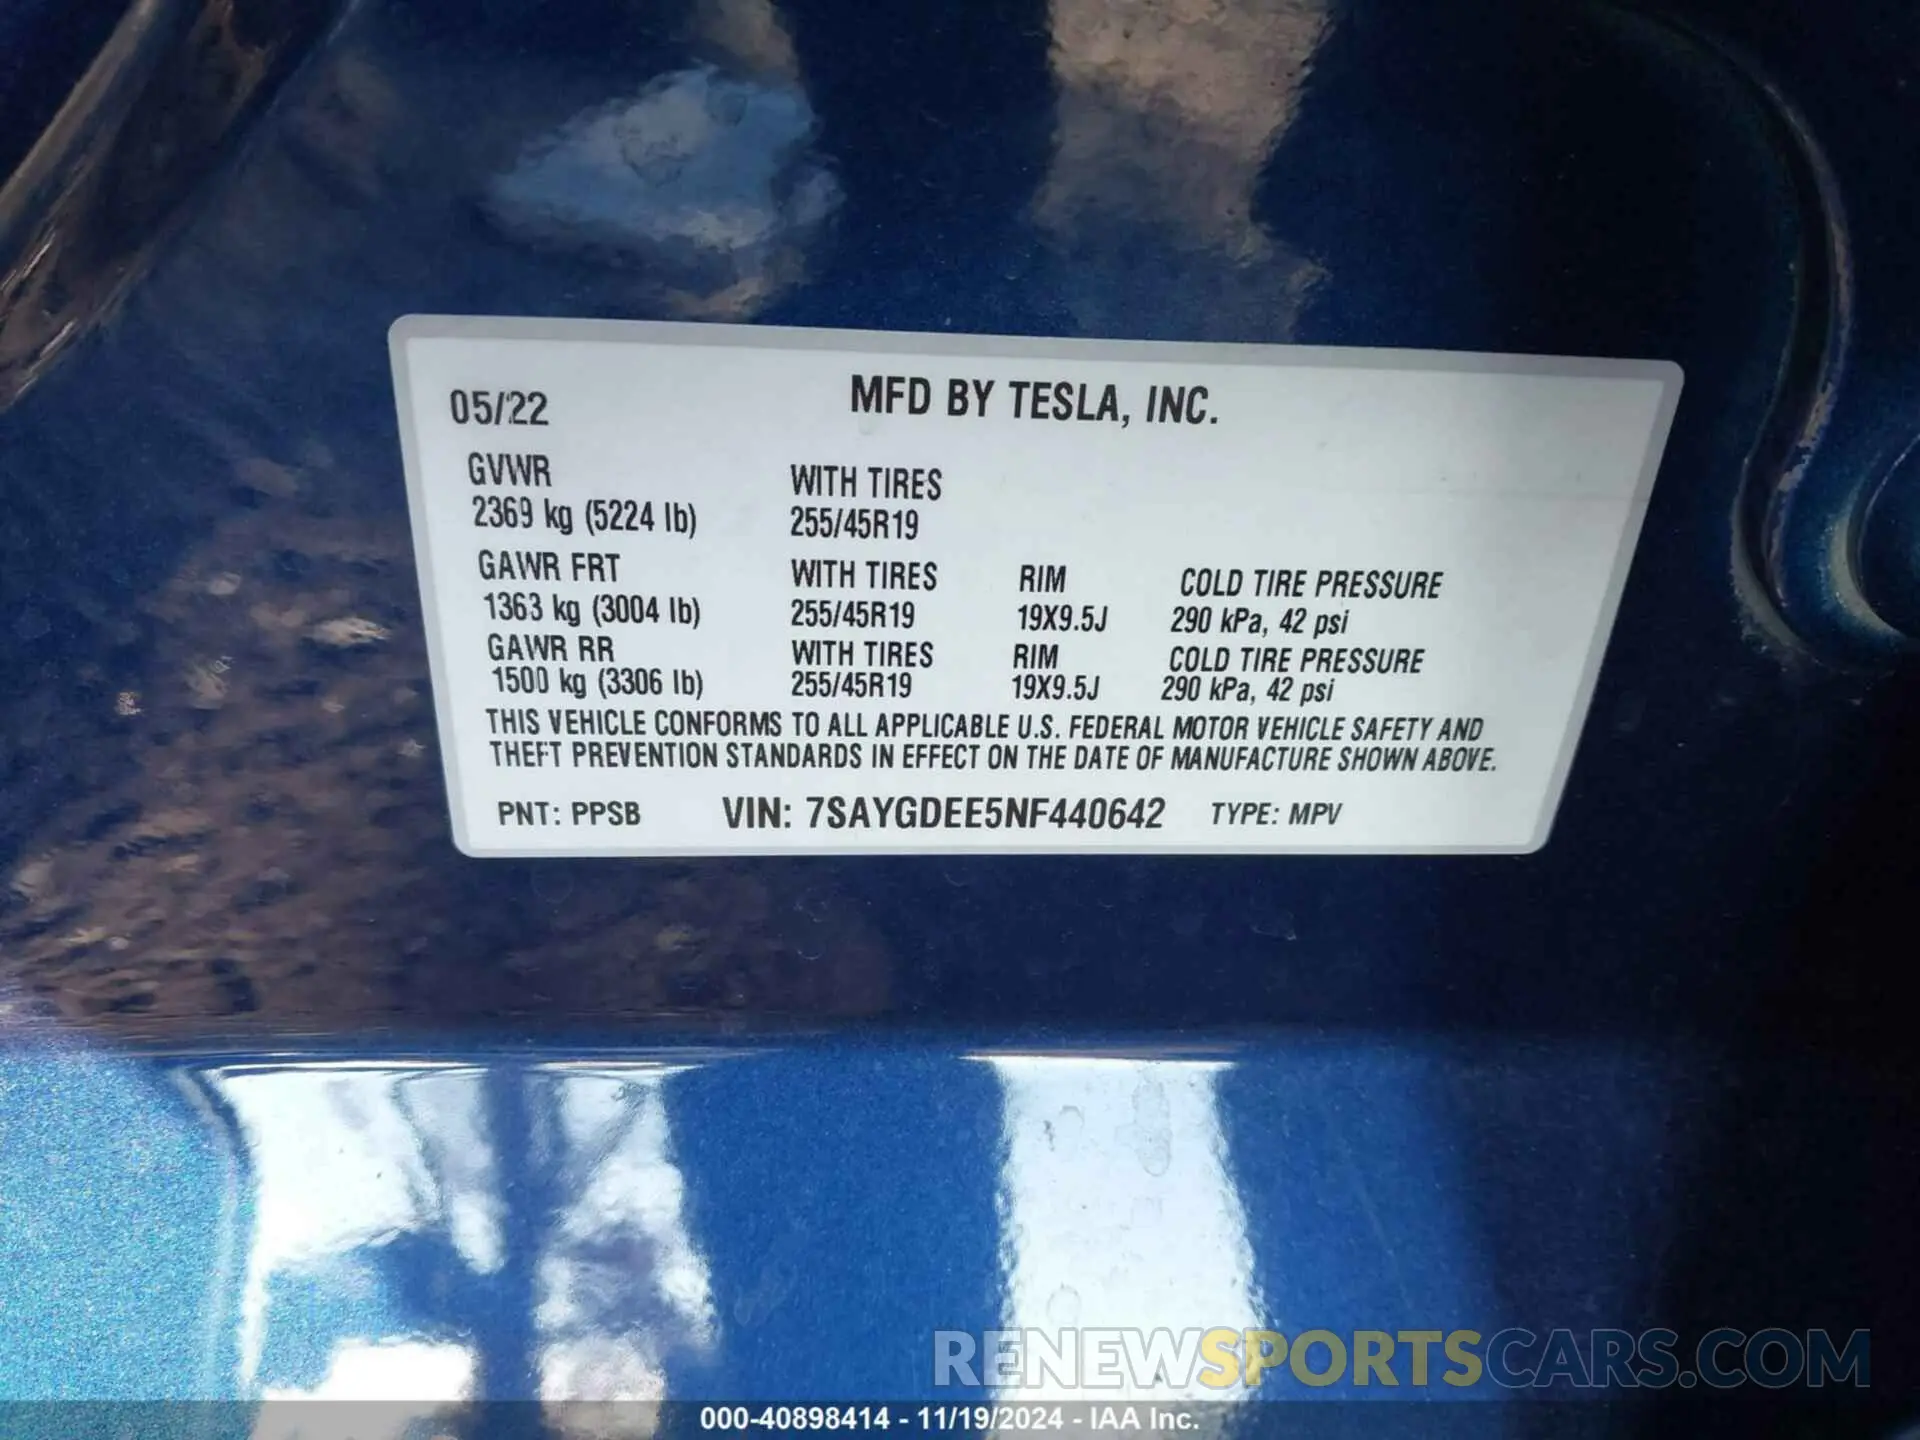 05/22 MFD BY TESLA, INC.
GVWR WITH TIRES
2369 kg (5224 lb) 255/45R19
GAWR FRT WITH TIRES RIM COLD TIRE PRESSURE
1363 kg (3004 lb) 255/45R19 19X9.5J 290 kPa, 42 psi
GAWR RR WITH TIRES RIM COLD TIRE PRESSURE
1500 kg (3306 lb) 255/45R19 19X9.5J 290 kPa, 42 psi
THIS VEHICLE CONFORMS TO ALL APPLICABLE U.S. FEDERAL MOTOR VEHICLE SAFETY AND
THEFT PREVENTION STANDARDS IN EFFECT ON THE DATE OF MANUFACTURE SHOWN ABOVE.
PNT: PPSB VIN: 7SAYGDEE5NF440642 TYPE: MPV
RENEWSPORTSCARS.COM
000-40898414 - 11/19/2024 - IAA Inc.